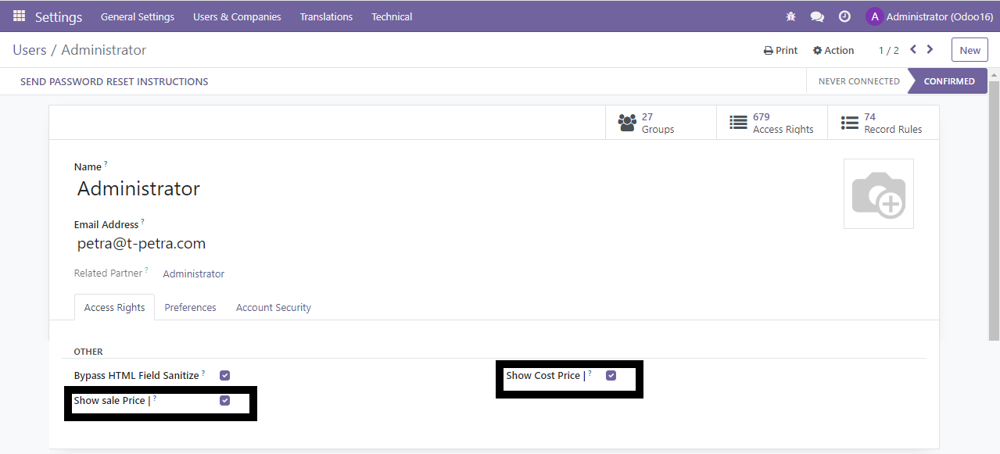 Settings General Settings Users & Companies Translations Technical A Administrator (Odoo16)
Users / Administrator Print Action 1 / 2 New
SEND PASSWORD RESET INSTRUCTIONS NEVER CONNECTED CONFIRMED
27 679 74
Groups Access Rights Record Rules
Name ?
Administrator
Email Address ?
petra@t-petra.com
Related Partner ? Administrator
Access Rights Preferences Account Security
OTHER
Bypass HTML Field Sanitize ? Show Cost Price | ?
Show sale Price | ?